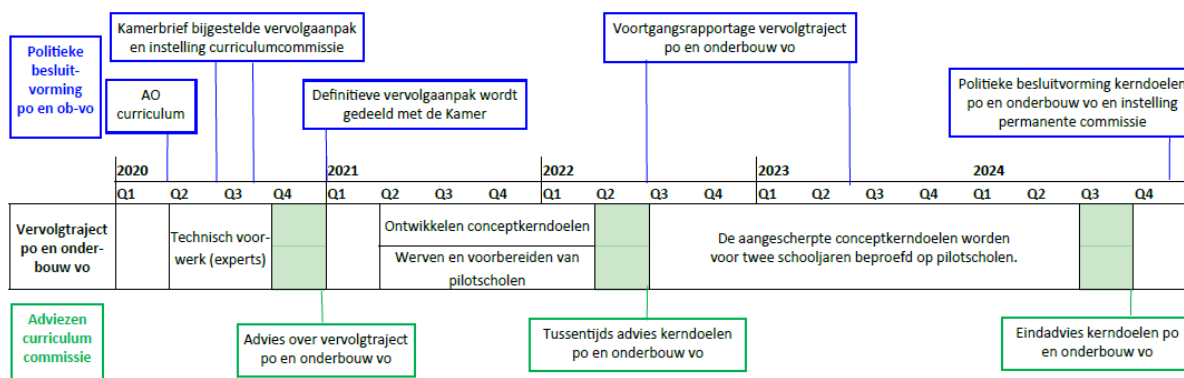 Kamerbrief bijgestelde vervolgaanpak
en instelling curriculumcommissie
Voortgangsrapportage vervolgtraject
po en onderbouw vo
Politieke
besluit-
vorming
po en ob-vo
AO
curriculum
Definitieve vervolgaanpak wordt
gedeeld met de Kamer
Politieke besluitvorming kerndoelen
po en onderbouw vo en instelling
permanente commissie
2020 2021 2022 2023 2024
Q1 Q2 Q3 Q4 Q1 Q2 Q3 Q4 Q1 Q2 Q3 Q4 Q1 Q2 Q3 Q4 Q1 Q2 Q3 Q4
Vervolgtraject
po en onder-
bouw vo
Technisch voor-
werk (experts)
Ontwikkelen conceptkerndoelen
Werven en voorbereiden van
pilotscholen
De aangescherpte conceptkerndoelen worden
voor twee schooljaren beproefd op pilotscholen.
Adviezen
curriculum
commissie
Advies over vervolgtraject
po en onderbouw vo
Tussentijds advies kerndoelen
po en onderbouw vo
Eindadvies kerndoelen po
en onderbouw vo